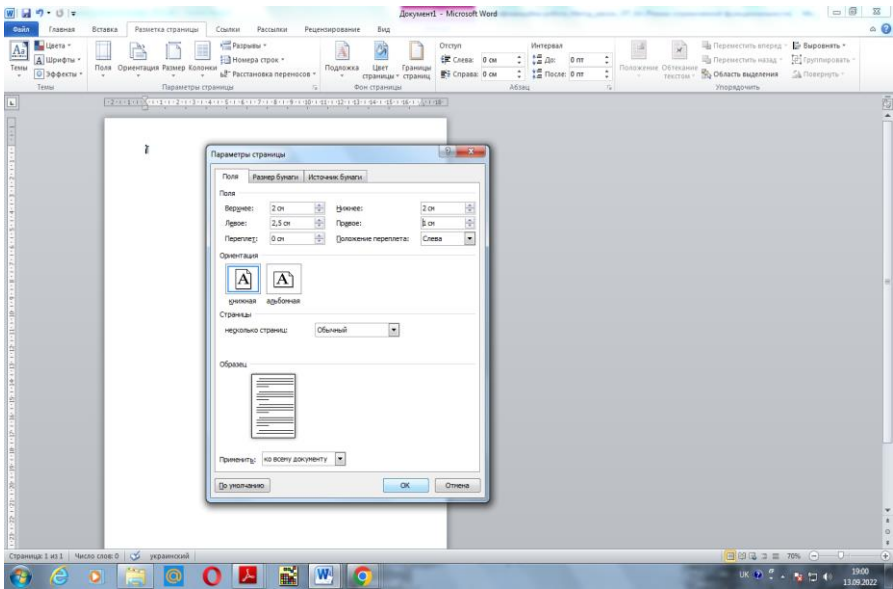 Документ1 - Microsoft Word
Файл Главная Вставка Разметка страницы Ссылки Рассылки Рецензирование Вид
Темы
Цвета
Шрифты
Эффекты
Темы
Поля Ориентация Размер Колонки
Разрывы
Номера строк
Расстановка переносов
Параметры страницы
Подложка Цвет страницы Границы страниц
Фон страницы
Отступ
Слева: 0 см
Справа: 0 см
Интервал
До: 0 пт
После: 0 пт
Абзац
Положение Обтекание текстом
Переместить вперед
Переместить назад
Область выделения
Выровнять
Группировать
Повернуть
Упорядочить
Параметры страницы
Поля Размер бумаги Источник бумаги
Поля
Верхнее: 2 см Нижнее: 2 см
Левое: 2,5 см Правое: см
Переплет: 0 см Положение переплета: Слева
Ориентация
книжная альбомная
Страницы
несколько страниц: Обычный
Образец
Применить: ко всему документу
По умолчанию ОК Отмена
Страница: 1 из 1 Число слов: 0 украинский 70%
UK 19:00
13.09.2022